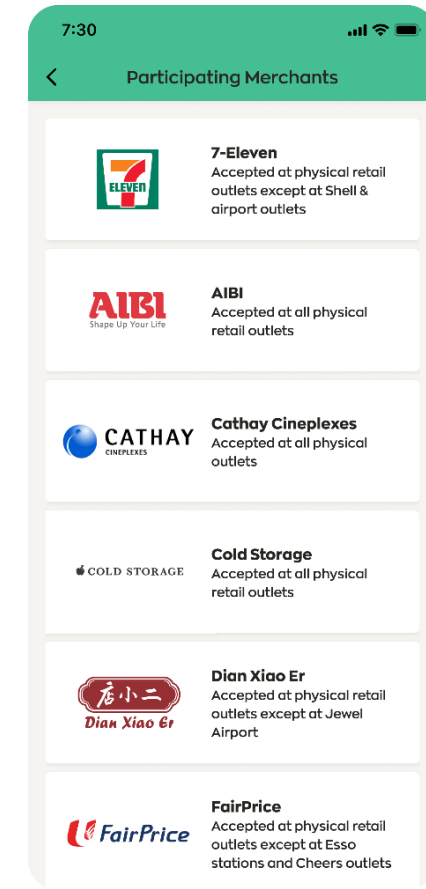 7:30
Participating Merchants
7
ELEVEN
7-Eleven
Accepted at physical retail
outlets except at Shell &
airport outlets
AIBI
Shape Up Your Life
AIBI
Accepted at all physical
retail outlets
CATHAY
CINEPLEXES
Cathay Cineplexes
Accepted at all physical
outlets
COLD STORAGE
Cold Storage
Accepted at all physical
retail outlets
店小二
Dian Xiao Er
Dian Xiao Er
Accepted at physical retail
outlets except at Jewel
Airport
FairPrice
FairPrice
Accepted at physical retail
outlets except at Esso
stations and Cheers outlets